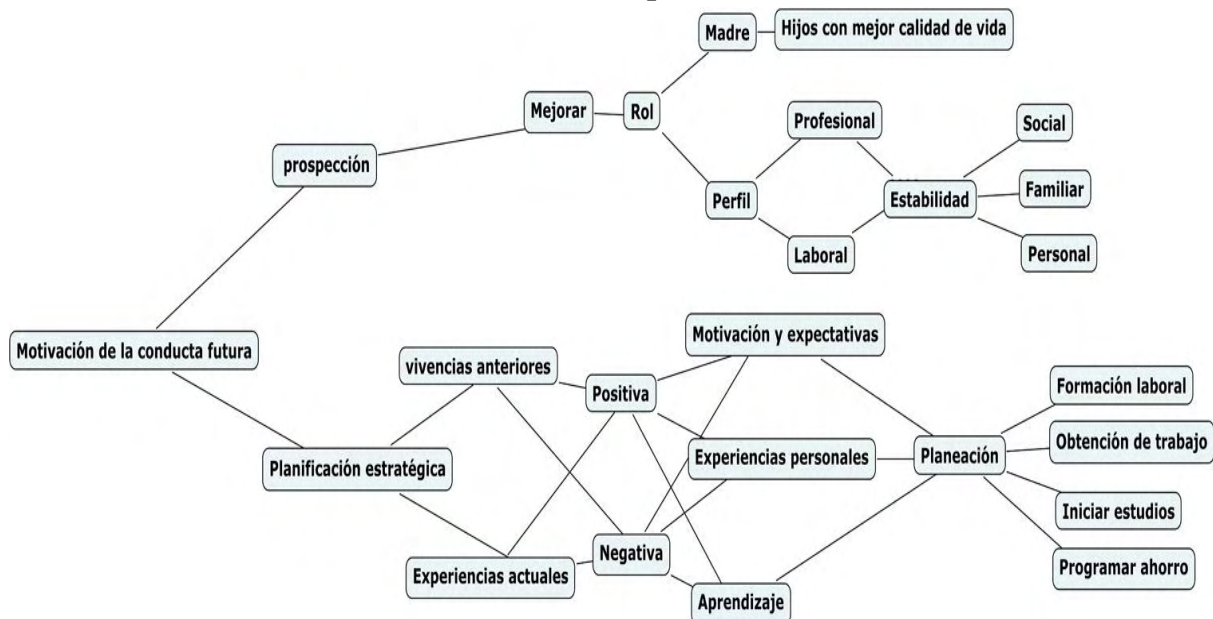 Madre
Hijos con mejor calidad de vida
Mejorar
Rol
Profesional
Social
prospección
Perfil
Estabilidad
Familiar
Laboral
Personal
Motivación de la conducta futura
Motivación y expectativas
vivencias anteriores
Positiva
Formación laboral
Planificación estratégica
Experiencias personales
Planeación
Obtención de trabajo
Iniciar estudios
Experiencias actuales
Negativa
Aprendizaje
Programar ahorro